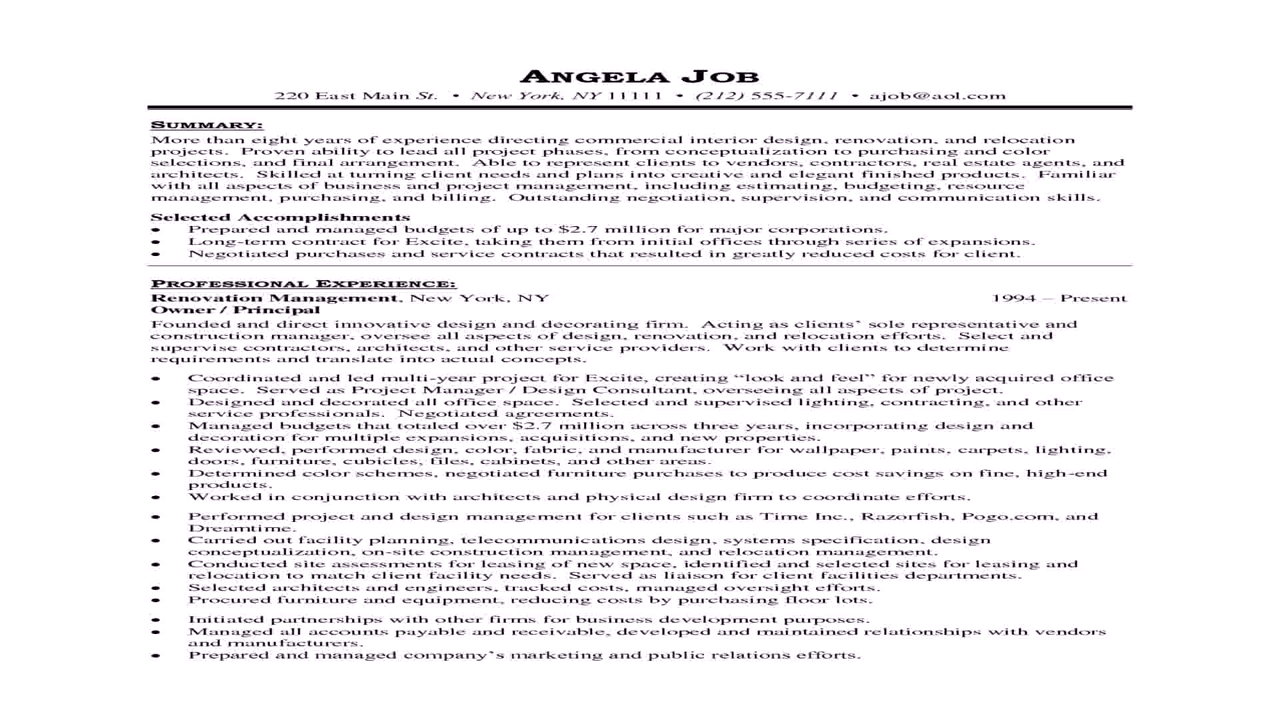 ANGELA JOB
220 East Main St. • New York, NY 11111 • (212) 555-7111 • ajob@aol.com
SUMMARY:
More than eight years of experience directing commercial interior design, renovation, and relocation
projects. Proven ability to lead all project phases, from conceptualization to purchasing and color
selections, and final arrangement. Able to represent clients to vendors, contractors, real estate agents, and
architects. Skilled at turning client needs and plans into creative and elegant finished products. Familiar
with all aspects of business and project management, including estimating, budgeting, resource
management, purchasing, and billing. Outstanding negotiation, supervision, and communication skills.
Selected Accomplishments
• Prepared and managed budgets of up to $2.7 million for major corporations.
• Long-term contract for Excite, taking them from initial offices through series of expansions.
• Negotiated purchases and service contracts that resulted in greatly reduced costs for client.
PROFESSIONAL EXPERIENCE:
Renovation Management, New York, NY 1994 – Present
Owner / Principal
Founded and direct innovative design and decorating firm. Acting as clients' sole representative and
construction manager, oversee all aspects of design, renovation, and relocation efforts. Select and
supervise contractors, architects, and other service providers. Work with clients to determine
requirements and translate into actual concepts.
• Coordinated and led multi-year project for Excite, creating “look and feel” for newly acquired office
space. Served as Project Manager / Design Consultant, overseeing all aspects of project.
• Designed and decorated all office space. Selected and supervised lighting, contracting, and other
service professionals. Negotiated agreements.
• Managed budgets that totaled over $2.7 million across three years, incorporating design and
decoration for multiple expansions, acquisitions, and new properties.
• Reviewed, performed design, color, fabric, and manufacturer for wallpaper, paints, carpets, lighting,
doors, furniture, cubicles, files, cabinets, and other areas.
• Determined color schemes, negotiated furniture purchases to produce cost savings on fine, high-end
products.
• Worked in conjunction with architects and physical design firm to coordinate efforts.
• Performed project and design management for clients such as Time Inc., Razorfish, Pogo.com, and
Dreamtime.
• Carried out facility planning, telecommunications design, systems specification, design
conceptualization, on-site construction management, and relocation management.
• Conducted site assessments for leasing of new space, identified and selected sites for leasing and
relocation to match client facility needs. Served as liaison for client facilities departments.
• Selected architects and engineers, tracked costs, managed oversight efforts.
• Procured furniture and equipment, reducing costs by purchasing floor lots.
• Initiated partnerships with other firms for business development purposes.
• Managed all accounts payable and receivable, developed and maintained relationships with vendors
and manufacturers.
• Prepared and managed company's marketing and public relations efforts.